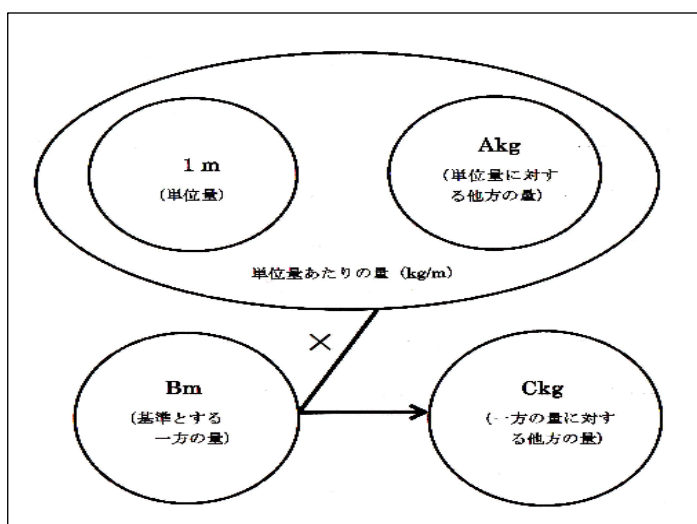 1 m
(単位量)
Akg
(単位量に対す
る他方の量)
単位量あたりの量 (kg/m)
×
Bm
(基準とする
一方の量)
Ckg
(一方の量に対す
る他方の量)